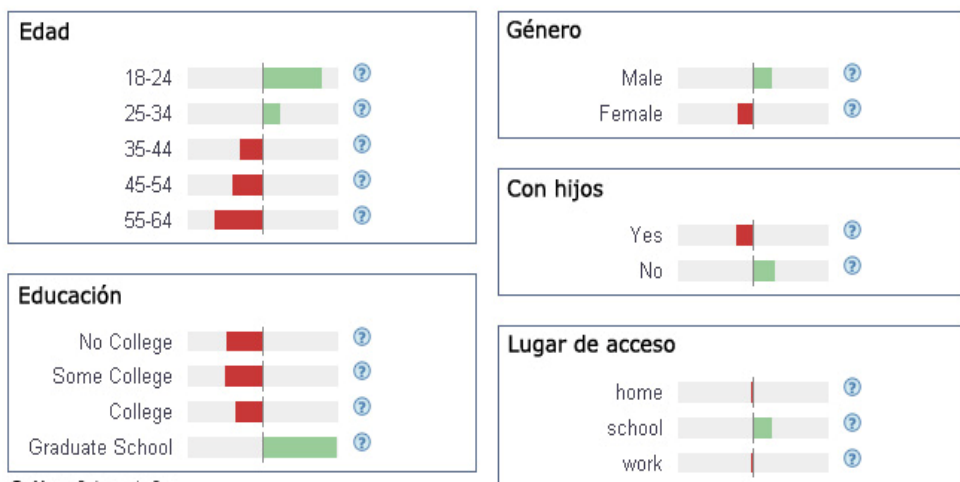 Edad
18-24
25-34
35-44
45-54
55-64
Educación
No College
Some College
College
Graduate School
Género
Male
Female
Con hijos
Yes
No
Lugar de acceso
home
school
work